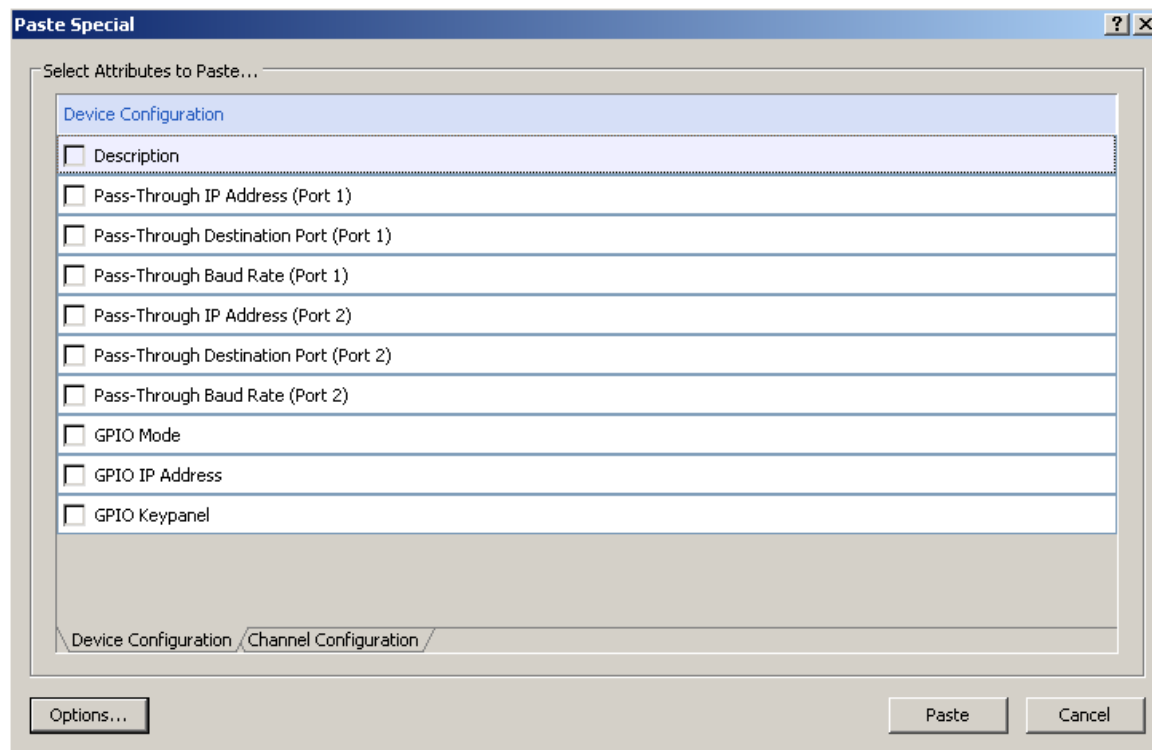 Paste Special
Select Attributes to Paste...
Device Configuration
Description
Pass-Through IP Address (Port 1)
Pass-Through Destination Port (Port 1)
Pass-Through Baud Rate (Port 1)
Pass-Through IP Address (Port 2)
Pass-Through Destination Port (Port 2)
Pass-Through Baud Rate (Port 2)
GPIO Mode
GPIO IP Address
GPIO Keypanel
Device Configuration Channel Configuration
Options... Paste Cancel